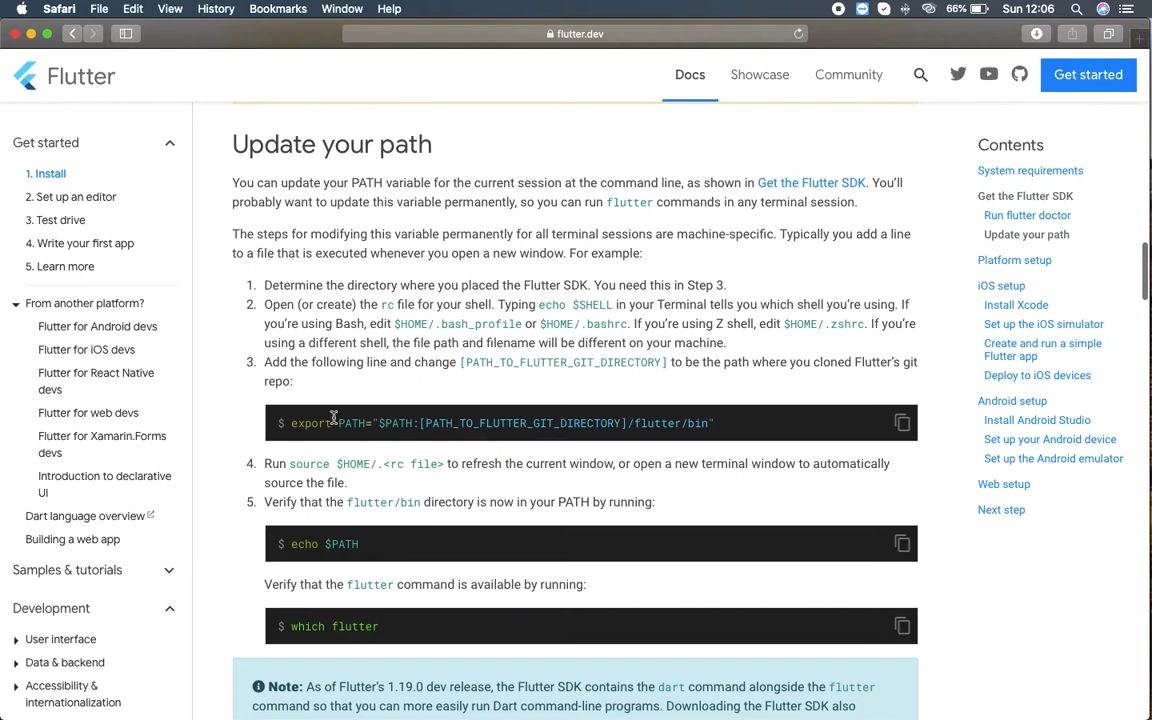 Safari File Edit View History Bookmarks Window Help 66% Sun 12:06
flutter.dev
Flutter Docs Showcase Community Get started
Get started
1. Install
2. Set up an editor
3. Test drive
4. Write your first app
5. Learn more
From another platform?
Flutter for Android devs
Flutter for iOS devs
Flutter for React Native
devs
Flutter for web devs
Flutter for Xamarin.Forms
devs
Introduction to declarative
UI
Dart language overview
Building a web app
Samples & tutorials
Development
User interface
Data & backend
Accessibility &
internationalization
Update your path
You can update your PATH variable for the current session at the command line, as shown in Get the Flutter SDK. You’ll
probably want to update this variable permanently, so you can run flutter commands in any terminal session.
The steps for modifying this variable permanently for all terminal sessions are machine-specific. Typically you add a line
to a file that is executed whenever you open a new window. For example:
1. Determine the directory where you placed the Flutter SDK. You need this in Step 3.
2. Open (or create) the rc file for your shell. Typing echo $SHELL in your Terminal tells you which shell you’re using. If
you’re using Bash, edit $HOME/.bash_profile or $HOME/.bashrc. If you’re using Z shell, edit $HOME/.zshrc. If you’re
using a different shell, the file path and filename will be different on your machine.
3. Add the following line and change [PATH_TO_FLUTTER_GIT_DIRECTORY] to be the path where you cloned Flutter’s git
repo:
$ export PATH="$PATH:[PATH_TO_FLUTTER_GIT_DIRECTORY]/flutter/bin"
4. Run source $HOME/.<rc file> to refresh the current window, or open a new terminal window to automatically
source the file.
5. Verify that the flutter/bin directory is now in your PATH by running:
$ echo $PATH
Verify that the flutter command is available by running:
$ which flutter
Note: As of Flutter’s 1.19.0 dev release, the Flutter SDK contains the dart command alongside the flutter
command so that you can more easily run Dart command-line programs. Downloading the Flutter SDK also
Contents
System requirements
Get the Flutter SDK
Run flutter doctor
Update your path
Platform setup
iOS setup
Install Xcode
Set up the iOS simulator
Create and run a simple
Flutter app
Deploy to iOS devices
Android setup
Install Android Studio
Set up your Android device
Set up the Android emulator
Web setup
Next step